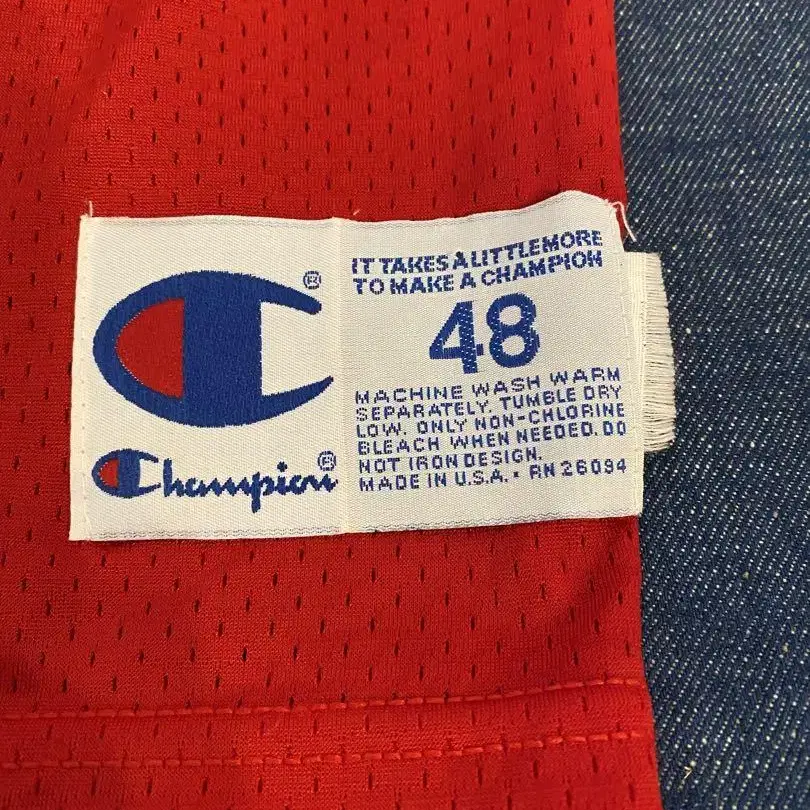 IT TAKES A LITTLE MORE
TO MAKE A CHAMPION
48
MACHINE WASH WARM
SEPARATELY. TUMBLE DRY
LOW. ONLY NON-CHLORINE
BLEACH WHEN NEEDED. DO
NOT IRON DESIGN.
MADE IN U.S.A. • RN 26094
Champion®